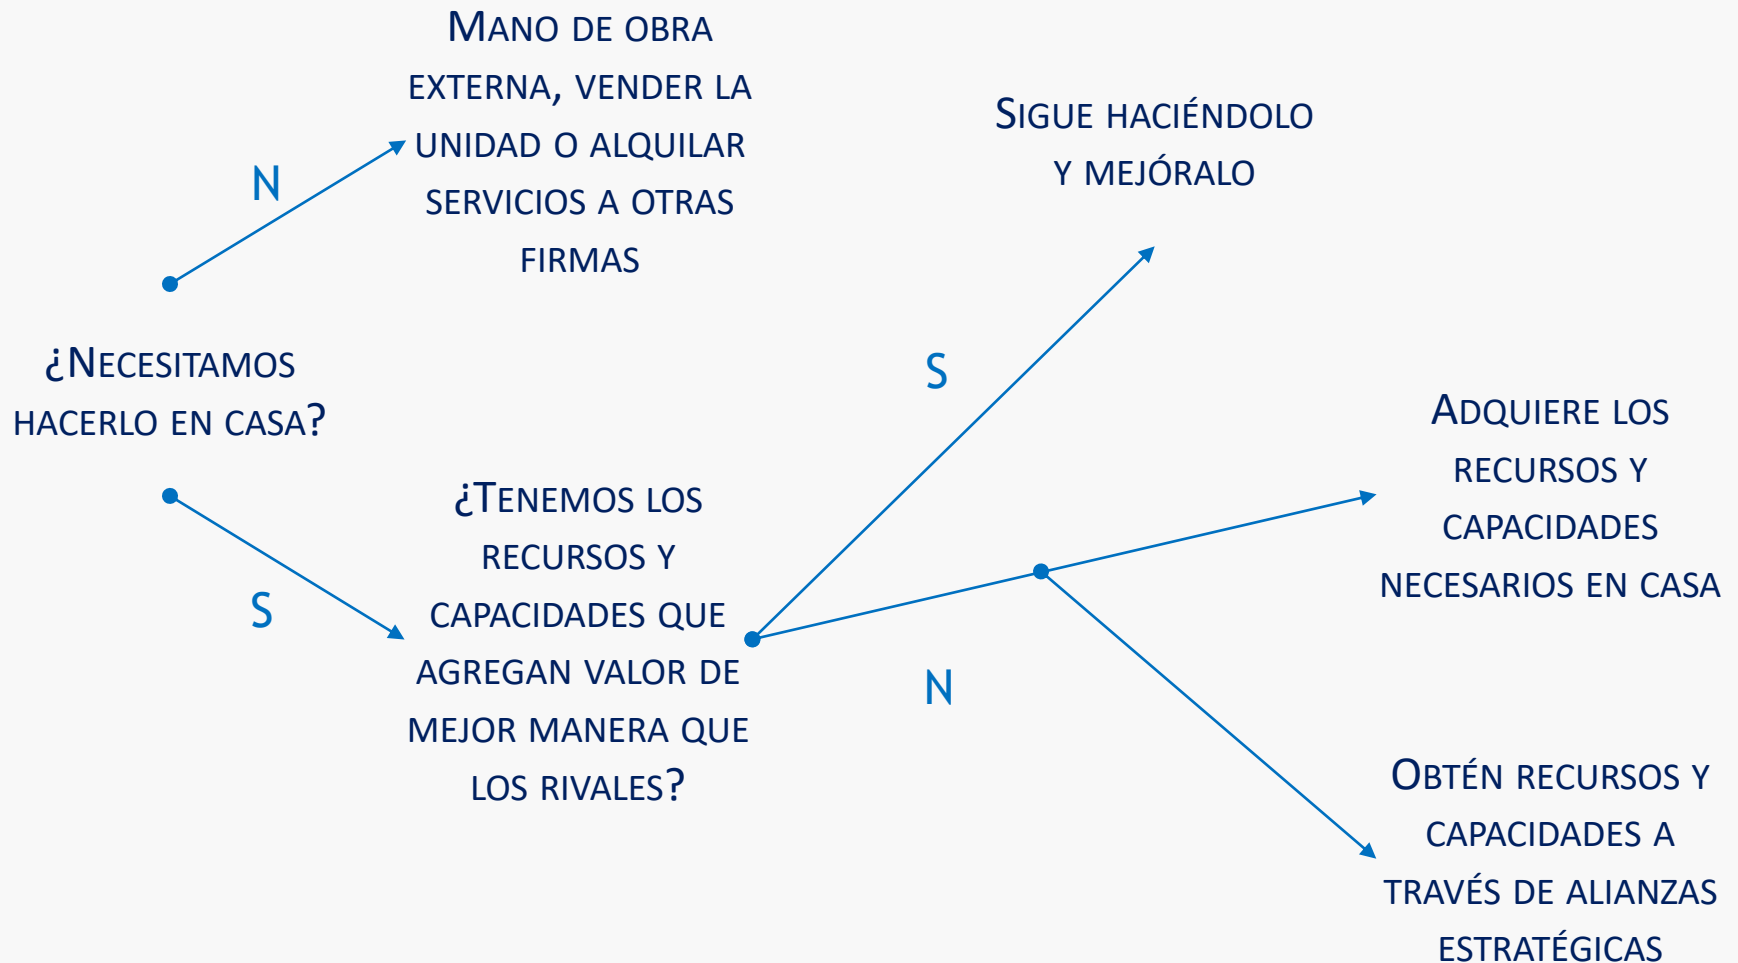 MANO DE OBRA
EXTERNA, VENDER LA
UNIDAD O ALQUILAR
SERVICIOS A OTRAS
FIRMAS
N
¿NECESITAMOS
HACERLO EN CASA?
S
¿TENEMOS LOS
RECURSOS Y
CAPACIDADES QUE
AGREGAN VALOR DE
MEJOR MANERA QUE
LOS RIVALES?
SIGUE HACIÉNDOLO
Y MEJÓRALO
S
N
ADQUIERE LOS
RECURSOS Y
CAPACIDADES
NECESARIOS EN CASA
OBTÉN RECURSOS Y
CAPACIDADES A
TRAVÉS DE ALIANZAS
ESTRATÉGICAS